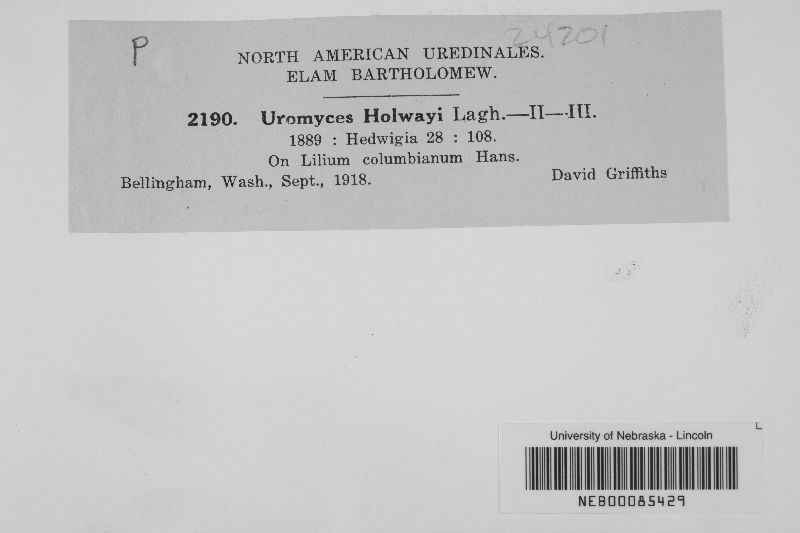 P
24201
NORTH AMERICAN UREDINALES.
ELAM BARTHOLOMEW.
2190. Uromyces Holwayi Lagh.—II—III.
1889 : Hedwigia 28 : 108.
On Lilium columbianum Hans.
Bellingham, Wash., Sept., 1918. David Griffiths
University of Nebraska - Lincoln
NEB00085429
L